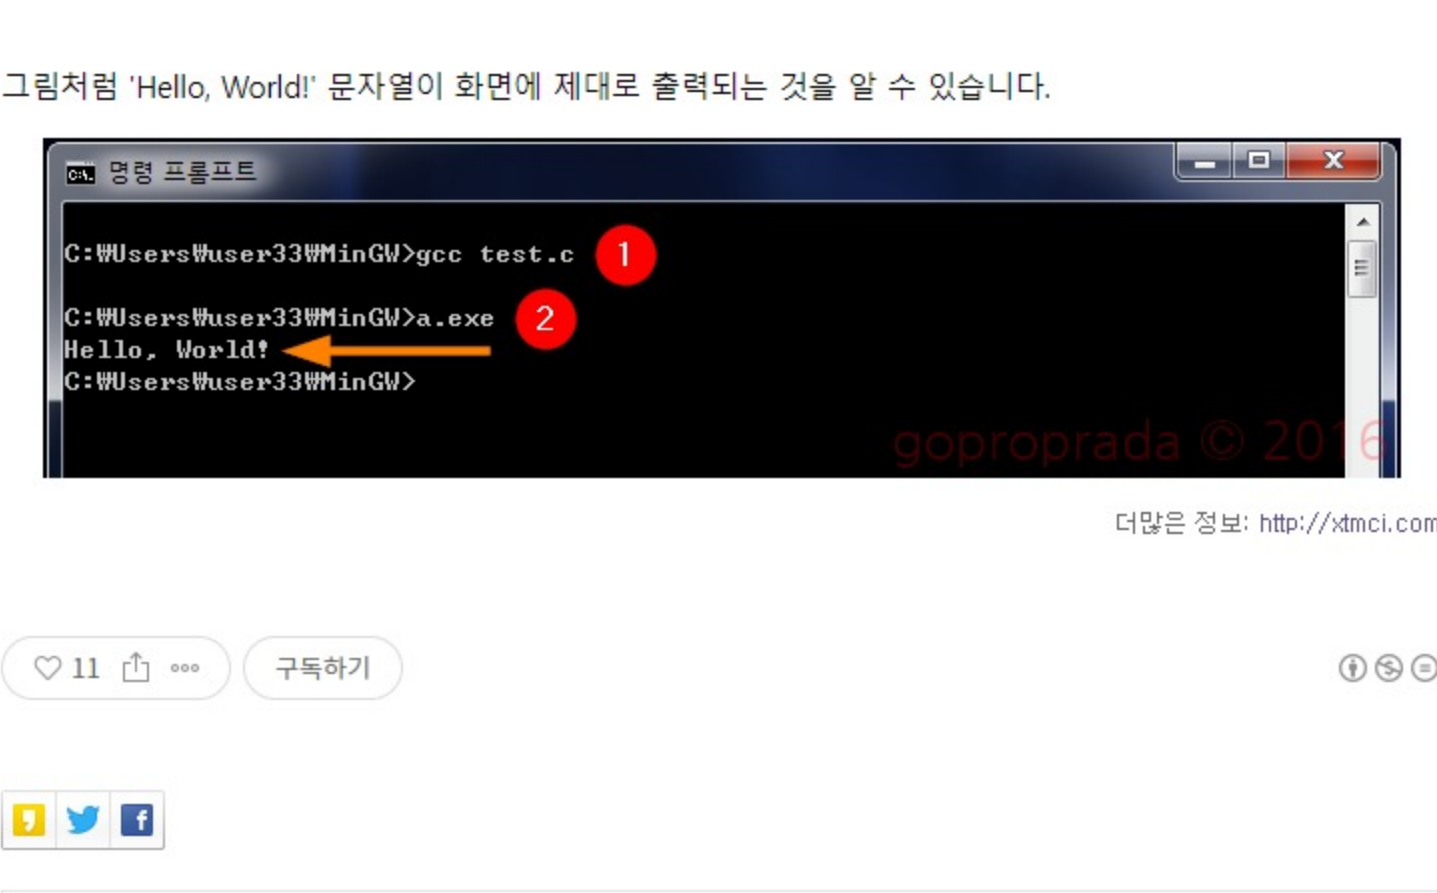 그림처럼 'Hello, World!' 문자열이 화면에 제대로 출력되는 것을 알 수 있습니다.
C:\. 명령 프롬프트
C:₩Users₩user33₩MinGW>gcc test.c 1
C:₩Users₩user33₩MinGW>a.exe 2
Hello, World!
C:₩Users₩user33₩MinGW>
goproprada © 2016
더많은 정보: http://xtmci.com
11
구독하기